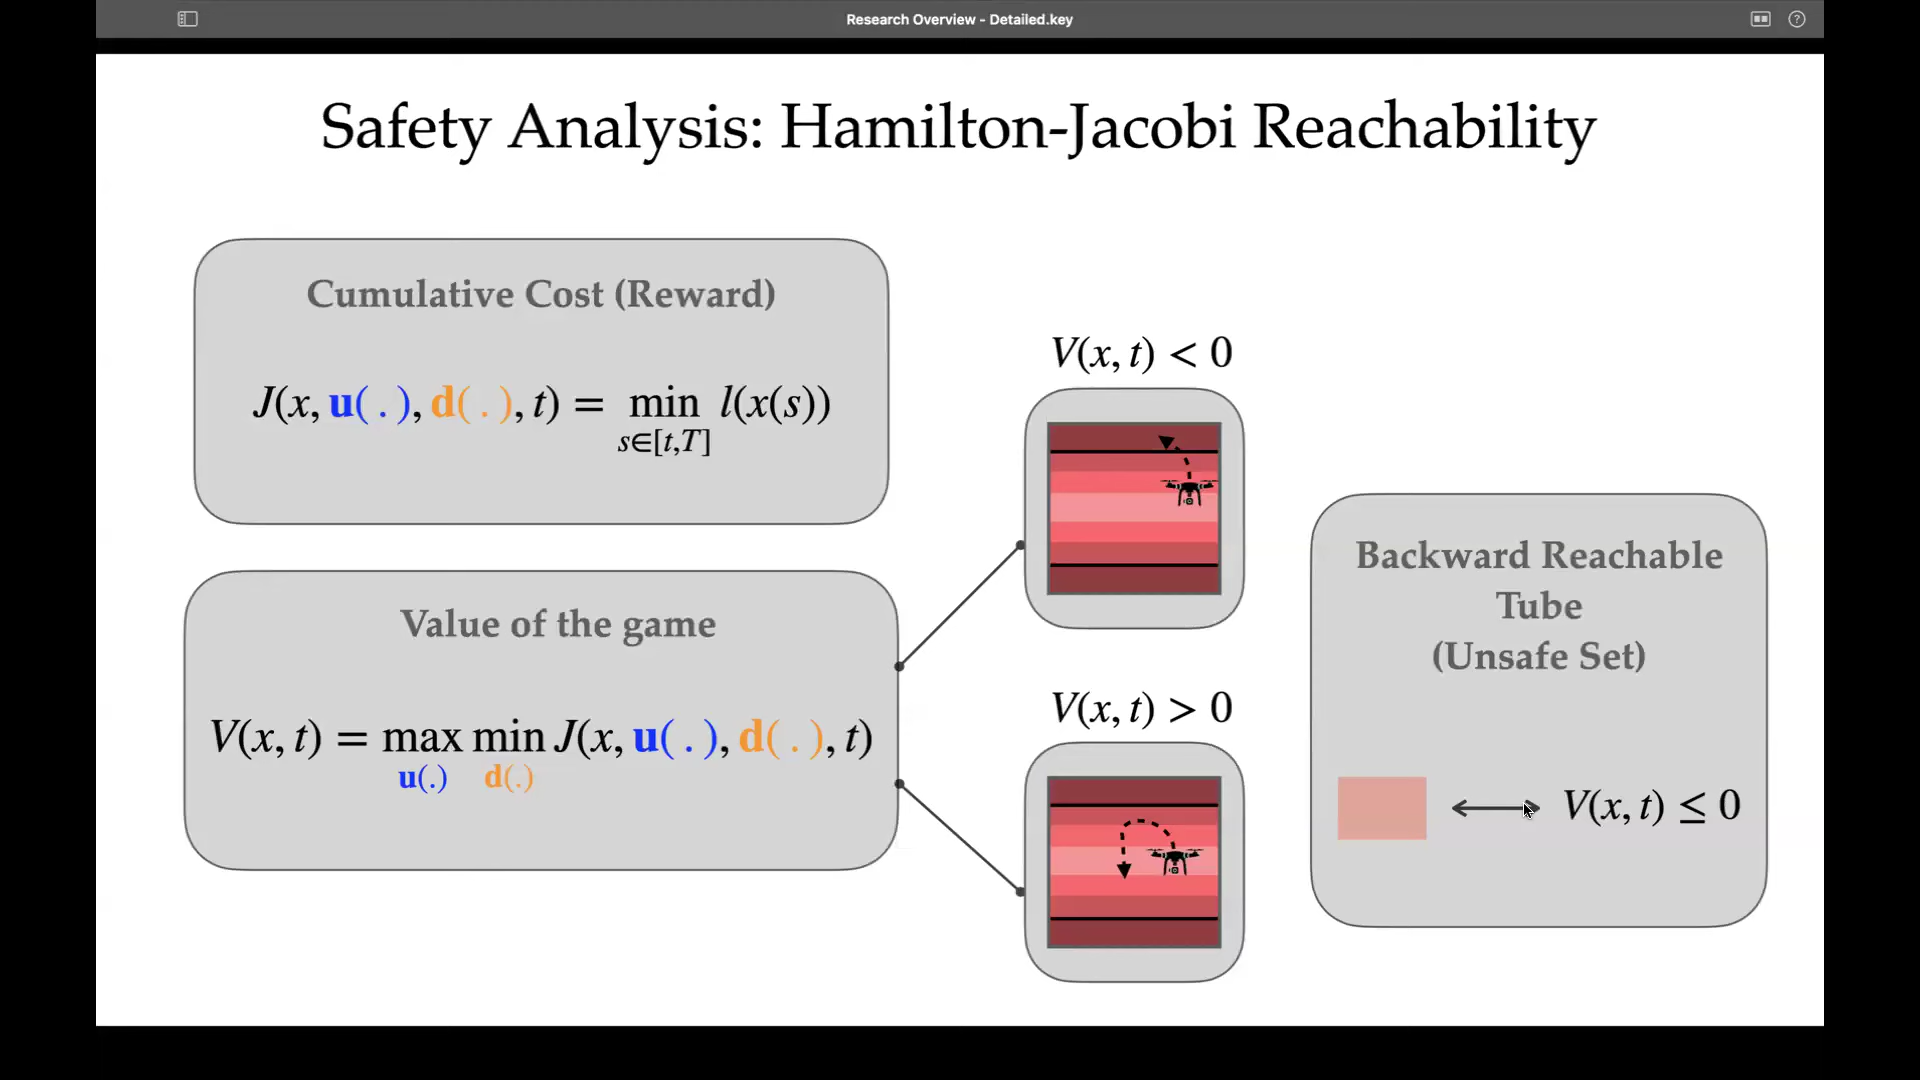 Research Overview - Detailed.key
?
Safety Analysis: Hamilton-Jacobi Reachability
Cumulative Cost (Reward)
J(x, u( . ), d( . ), t) = min l(x(s))
s∈[t,T]
Value of the game
V(x, t) = max min J(x, u( . ), d( . ), t)
u(.) d(.)
V(x, t) < 0
V(x, t) > 0
Backward Reachable
Tube
(Unsafe Set)
V(x, t) ≤ 0